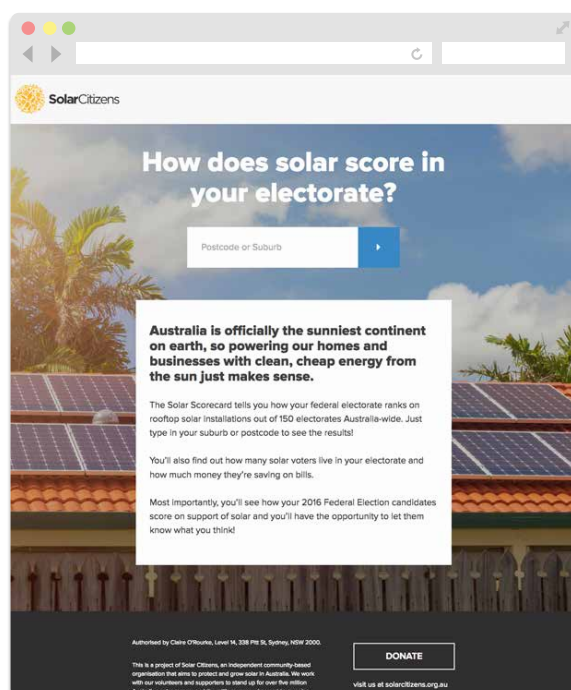 SolarCitizens
How does solar score in
your electorate?
Postcode or Suburb
Australia is officially the sunniest continent
on earth, so powering our homes and
businesses with clean, cheap energy from
the sun just makes sense.
The Solar Scorecard tells you how your federal electorate ranks on
rooftop solar installations out of 150 electorates Australia-wide. Just
type in your suburb or postcode to see the results!
You'll also find out how many solar voters live in your electorate and
how much money they're saving on bills.
Most importantly, you'll see how your 2016 Federal Election candidates
score on support of solar and you'll have the opportunity to let them
know what you think!
Authorised by Claire O'Rourke, Level 14, 338 Pitt St, Sydney, NSW 2000.
DONATE
This is a project of Solar Citizens, an independent community-based
organisation that aims to protect and grow solar in Australia. We work
with our volunteers and supporters to stand up for over five million
visit us at solarcitizens.org.au